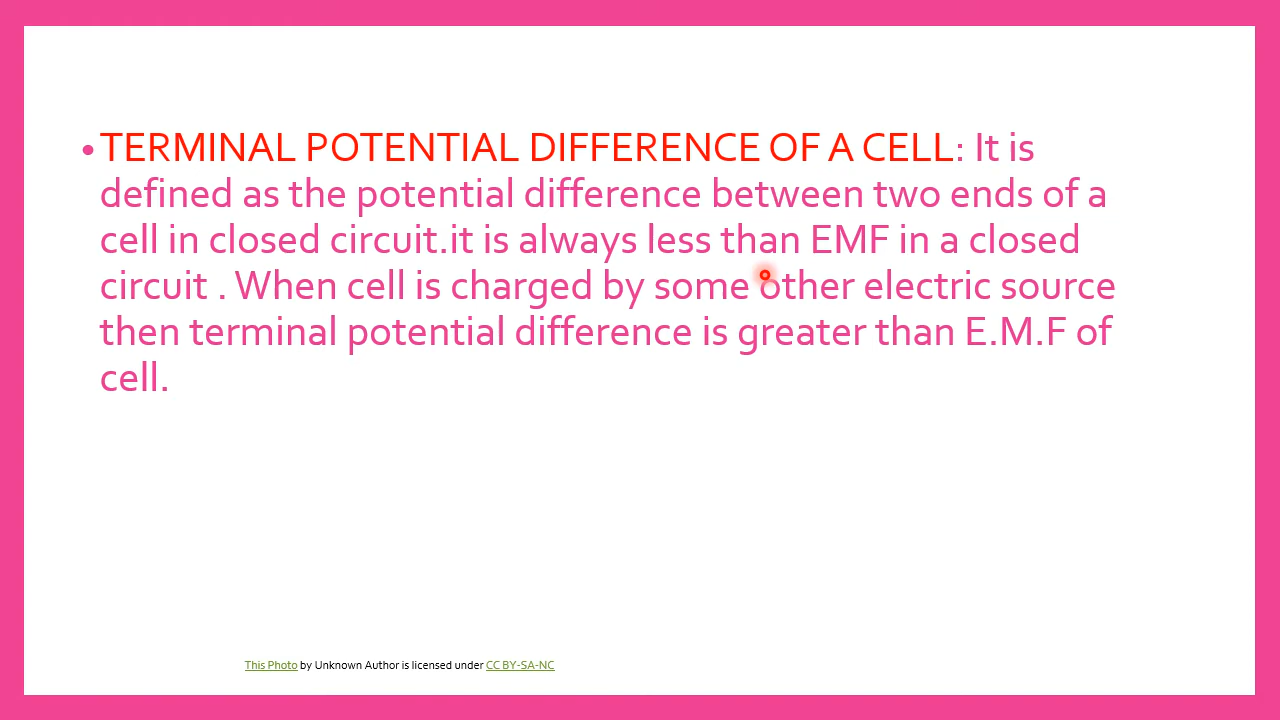 •TERMINAL POTENTIAL DIFFERENCE OF A CELL: It is
defined as the potential difference between two ends of a
cell in closed circuit.it is always less than EMF in a closed
circuit . When cell is charged by some other electric source
then terminal potential difference is greater than E.M.F of
cell.
This Photo by Unknown Author is licensed under CC BY-SA-NC